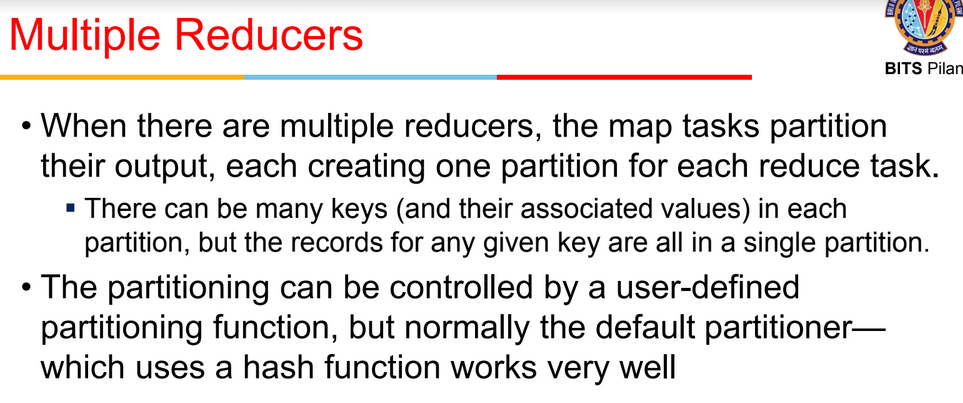 Multiple Reducers
BITS Pilan
• When there are multiple reducers, the map tasks partition
their output, each creating one partition for each reduce task.
▪ There can be many keys (and their associated values) in each
partition, but the records for any given key are all in a single partition.
• The partitioning can be controlled by a user-defined
partitioning function, but normally the default partitioner—
which uses a hash function works very well